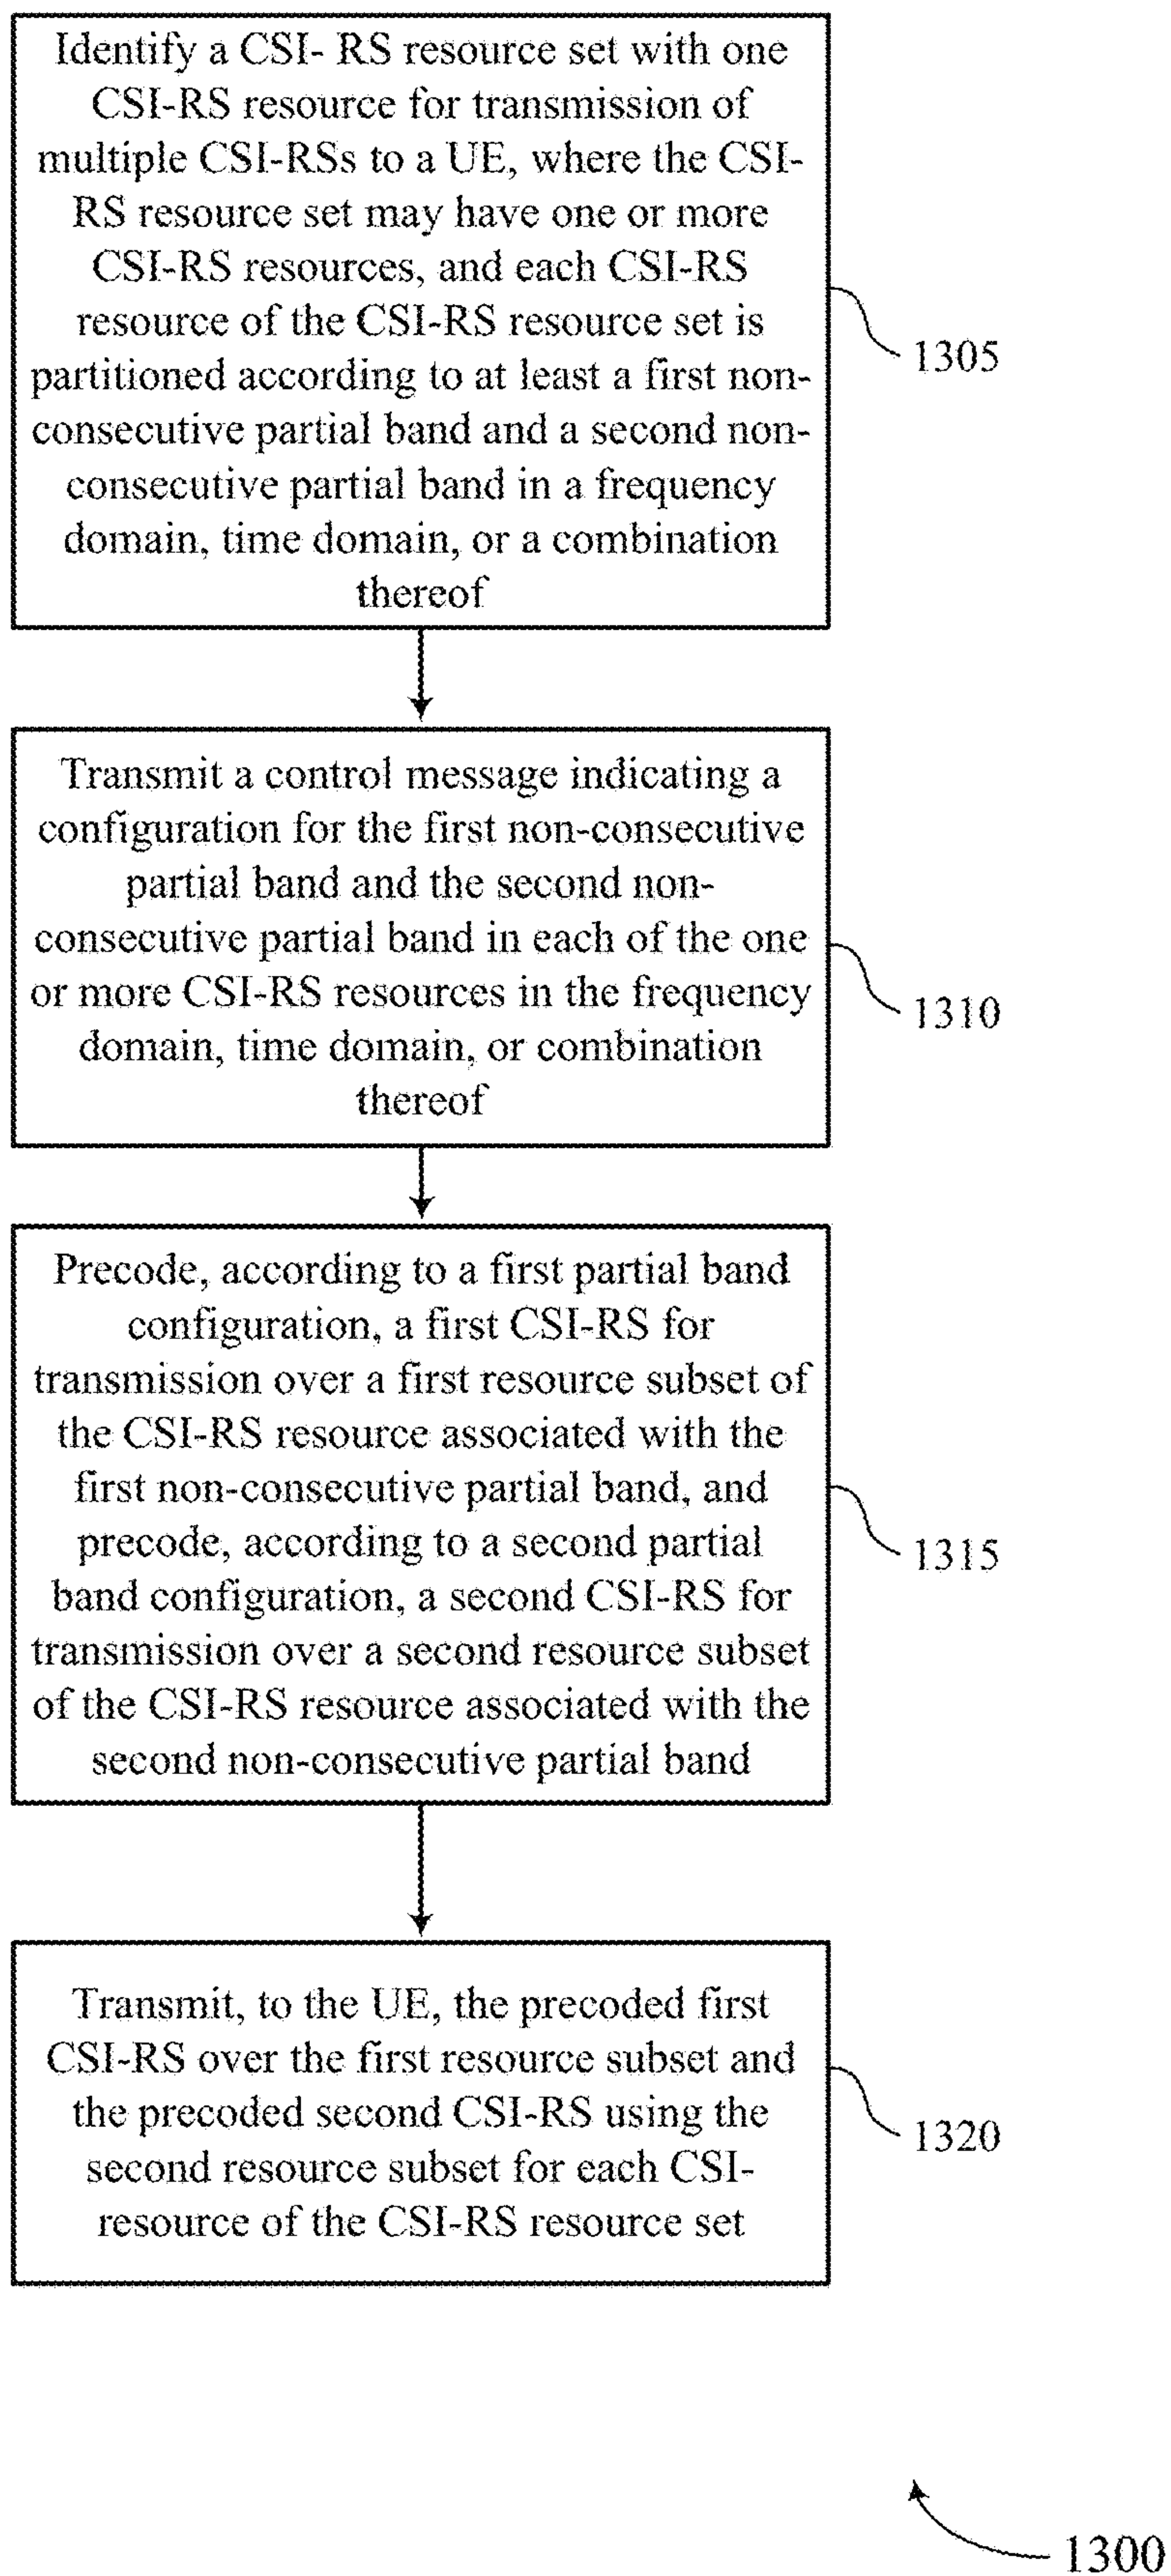 Identify a CSI- RS resource set with one
CSI-RS resource for transmission of
multiple CSI-RSs to a UE, where the CSI-
RS resource set may have one or more
CSI-RS resources, and each CSI-RS
resource of the CSI-RS resource set is
partitioned according to at least a first non-
consecutive partial band and a second non-
consecutive partial band in a frequency
domain, time domain, or a combination
thereof
1305
Transmit a control message indicating a
configuration for the first non-consecutive
partial band and the second non-
consecutive partial band in each of the one
or more CSI-RS resources in the frequency
domain, time domain, or combination
thereof
1310
Precode, according to a first partial band
configuration, a first CSI-RS for
transmission over a first resource subset of
the CSI-RS resource associated with the
first non-consecutive partial band, and
precode, according to a second partial
band configuration, a second CSI-RS for
transmission over a second resource subset
of the CSI-RS resource associated with the
second non-consecutive partial band
1315
Transmit, to the UE, the precoded first
CSI-RS over the first resource subset and
the precoded second CSI-RS using the
second resource subset for each CSI-
resource of the CSI-RS resource set
1320
1300